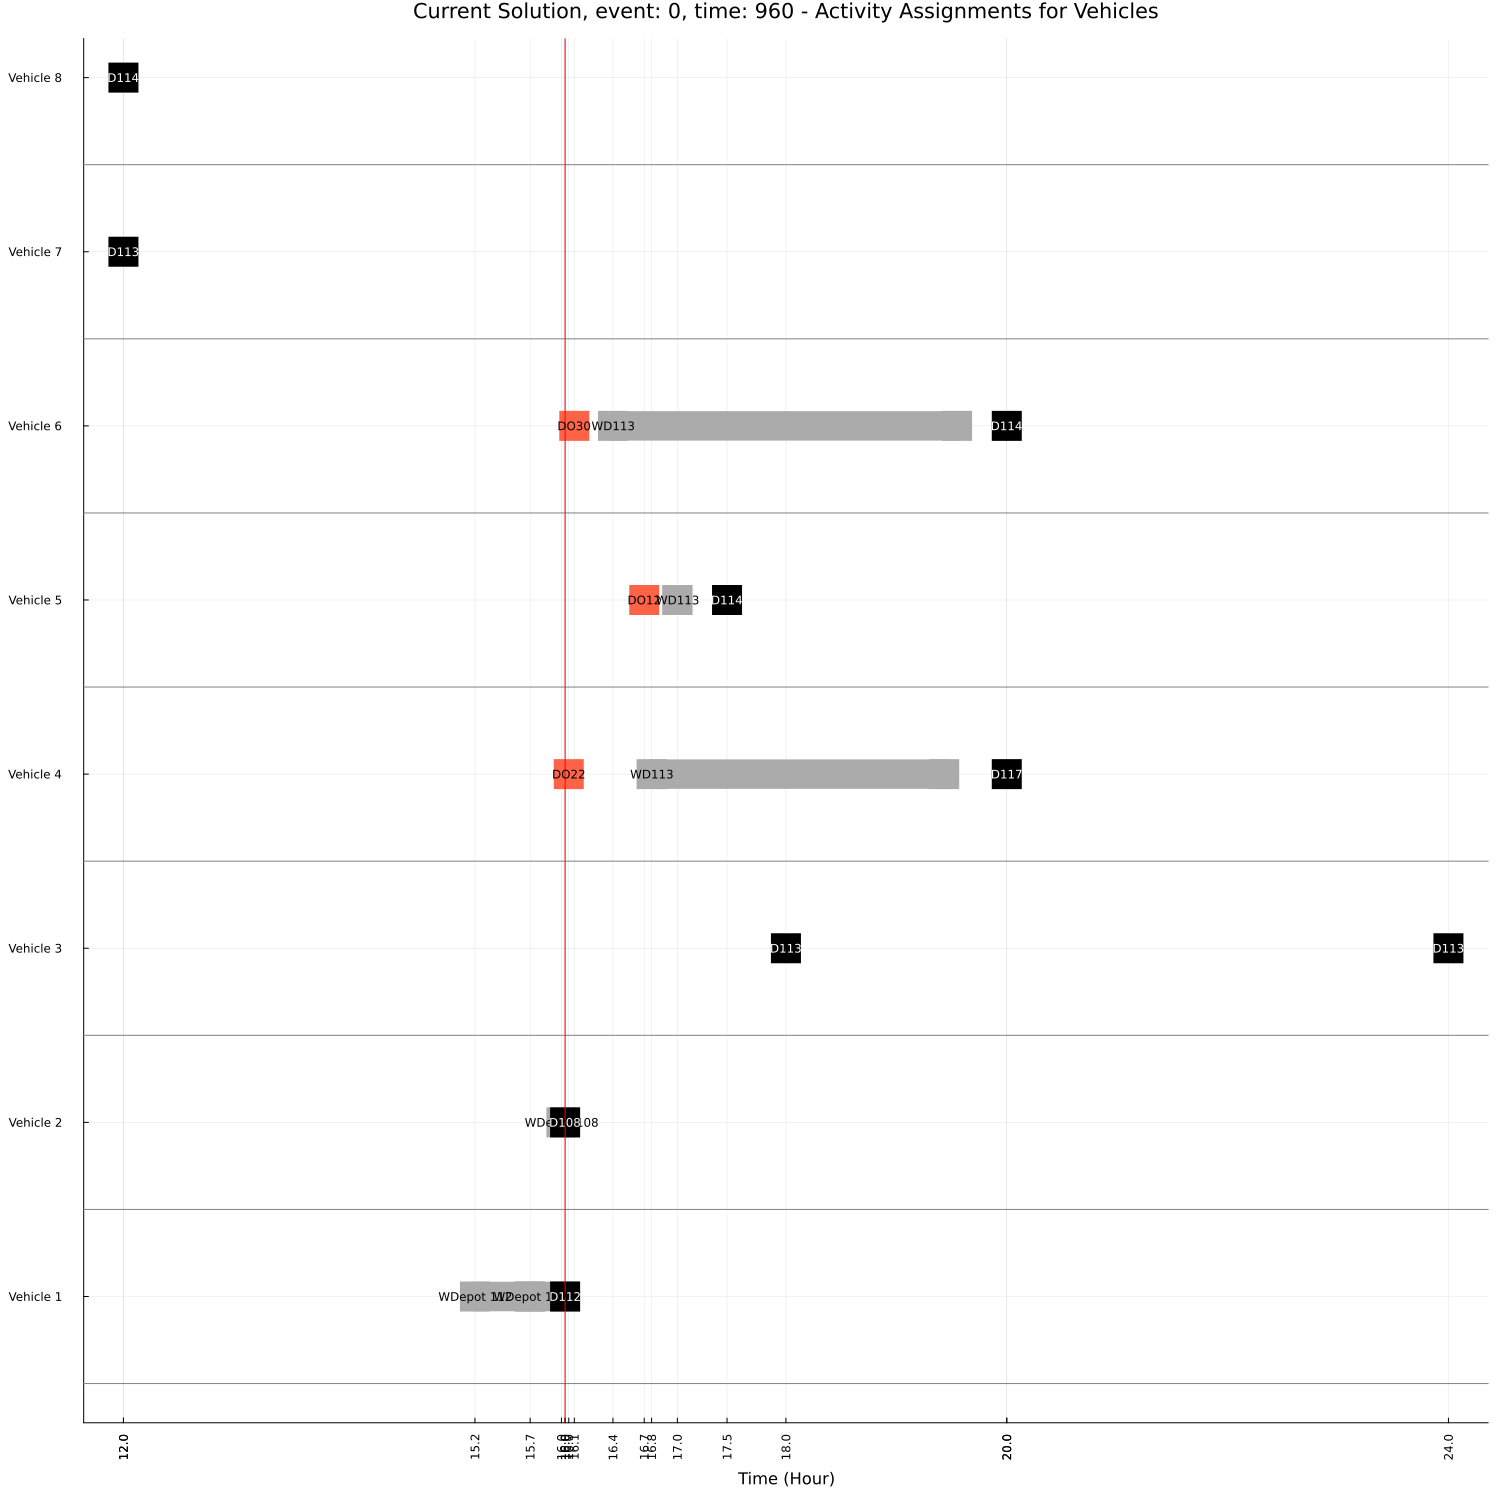 Current Solution, event: 0, time: 960 - Activity Assignments for Vehicles
Vehicle 8
D114
Vehicle 7
D113
Vehicle 6
DO30
WD113
D114
Vehicle 5
DO12
WD113
D114
Vehicle 4
DO22
WD113
D117
Vehicle 3
D113
D113
Vehicle 2
D108
Vehicle 1
WDepot 112
WDepot
D112
12.0
15.2
15.7
16.1
16.4
16.7
16.8
17.0
17.5
18.0
20.0
24.0
Time (Hour)